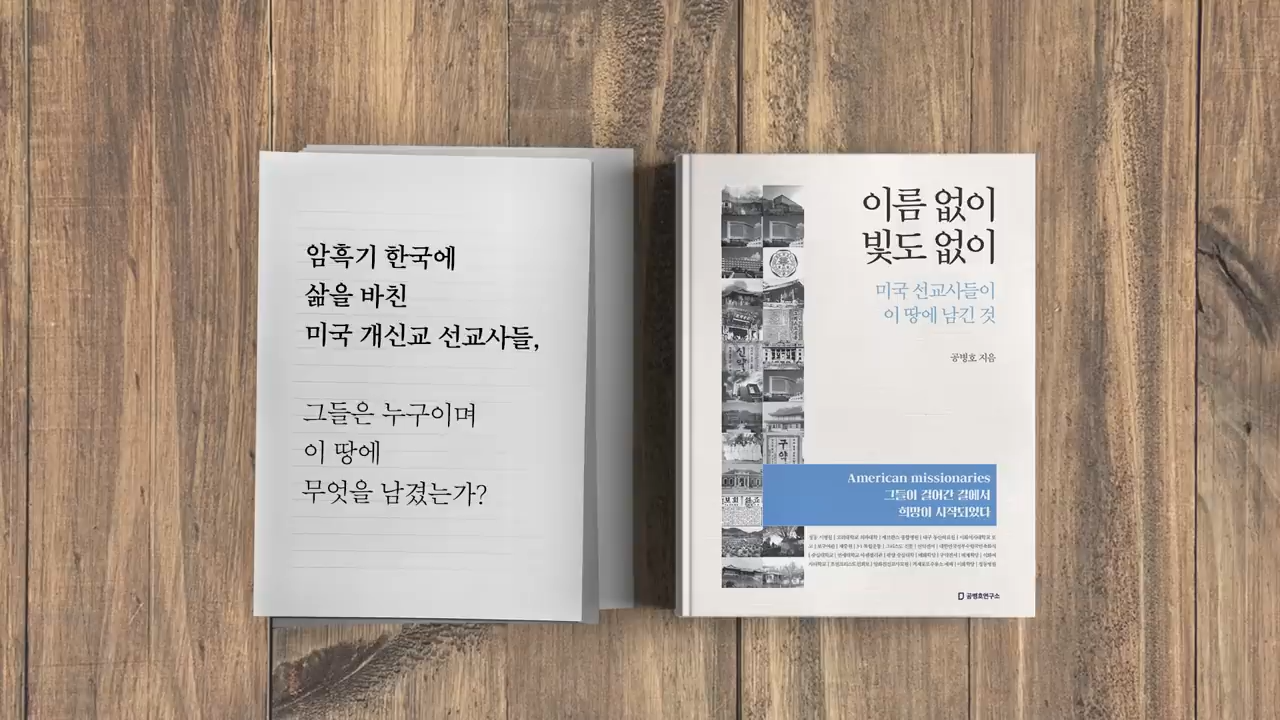 암흑기 한국에
삶을 바친
미국 개신교 선교사들,
그들은 누구이며
이 땅에
무엇을 남겼는가?
이름 없이
빛도 없이
미국 선교사들이
이 땅에 남긴 것
공병호 지음
구약
American missionaries
그들이 걸어간 길에서
희망이 시작되었다
공병호연구소